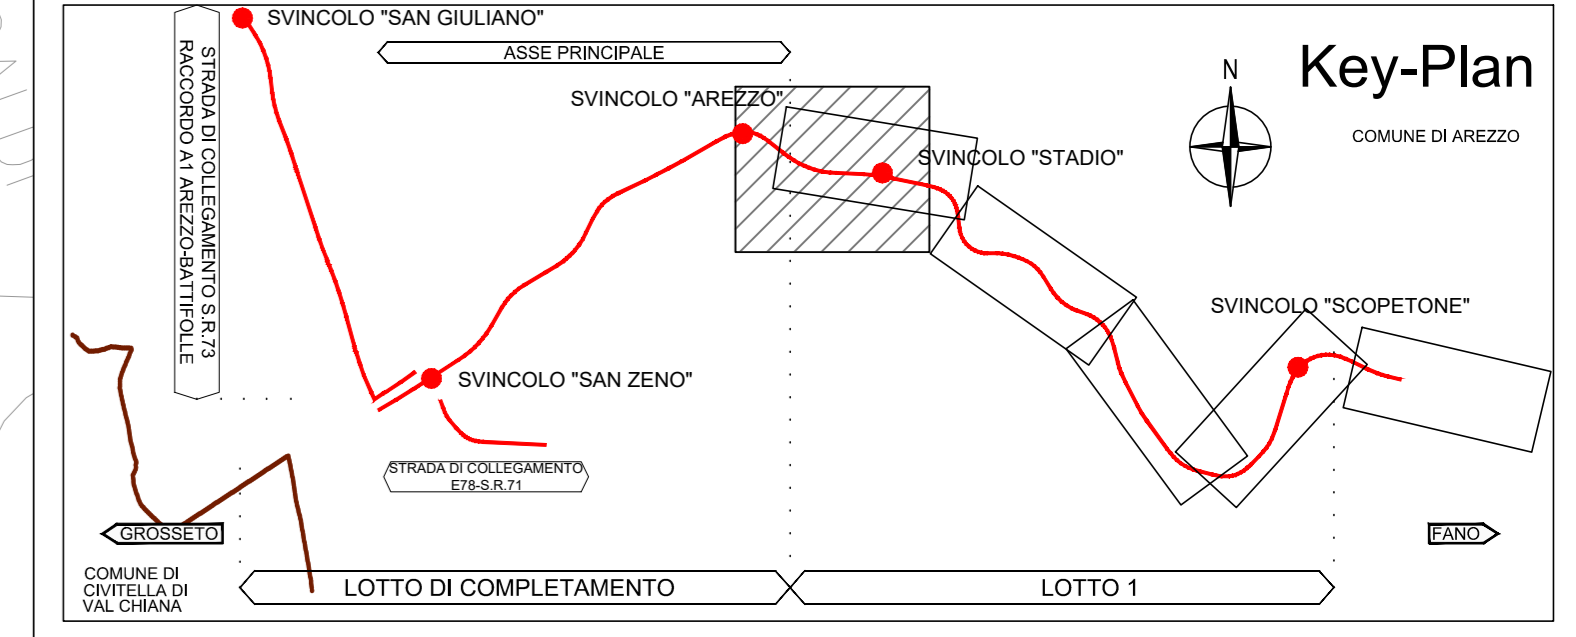 SVINCOLO "SAN GIULIANO"
STRADA DI COLLEGAMENTO S.R.73
RACCORDO A1 AREZZO-BATTIFOLLE
ASSE PRINCIPALE
Key-Plan
N
SVINCOLO "AREZZO"
COMUNE DI AREZZO
SVINCOLO "STADIO"
SVINCOLO "SCOPETONE"
SVINCOLO "SAN ZENO"
STRADA DI COLLEGAMENTO
E78-S.R.71
GROSSETO
FANO
COMUNE DI
CIVITELLA DI
VAL CHIANA
LOTTO DI COMPLETAMENTO
LOTTO 1